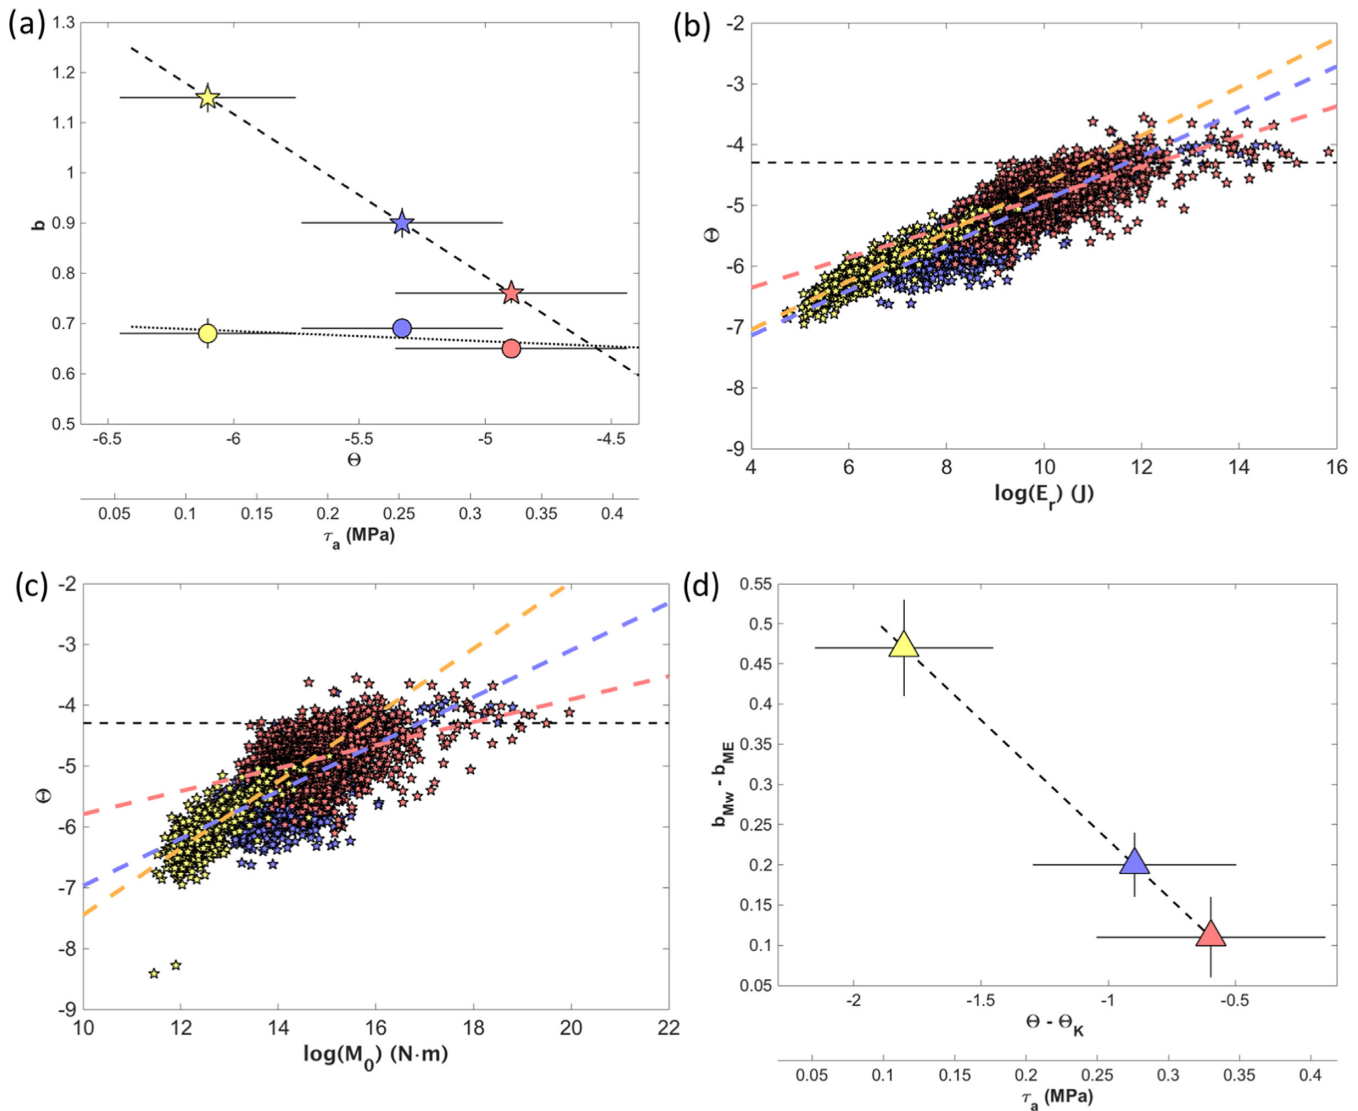 (a)
1.3
1.2
1.1
1
0.9
0.8
0.7
0.6
0.5
b
-6.5 -6 -5.5 -5 -4.5
Θ
0.05 0.1 0.15 0.2 0.25 0.3 0.35 0.4
τa (MPa)
(b)
-2
-3
-4
-5
-6
-7
-8
-9
Θ
4 6 8 10 12 14 16
log(Er) (J)
(c)
-2
-3
-4
-5
-6
-7
-8
-9
Θ
10 12 14 16 18 20 22
log(M0) (N·m)
(d)
0.55
0.5
0.45
0.4
0.35
0.3
0.25
0.2
0.15
0.1
0.05
bMw - bME
-2 -1.5 -1 -0.5
Θ - ΘK
0.05 0.1 0.15 0.2 0.25 0.3 0.35 0.4
τa (MPa)